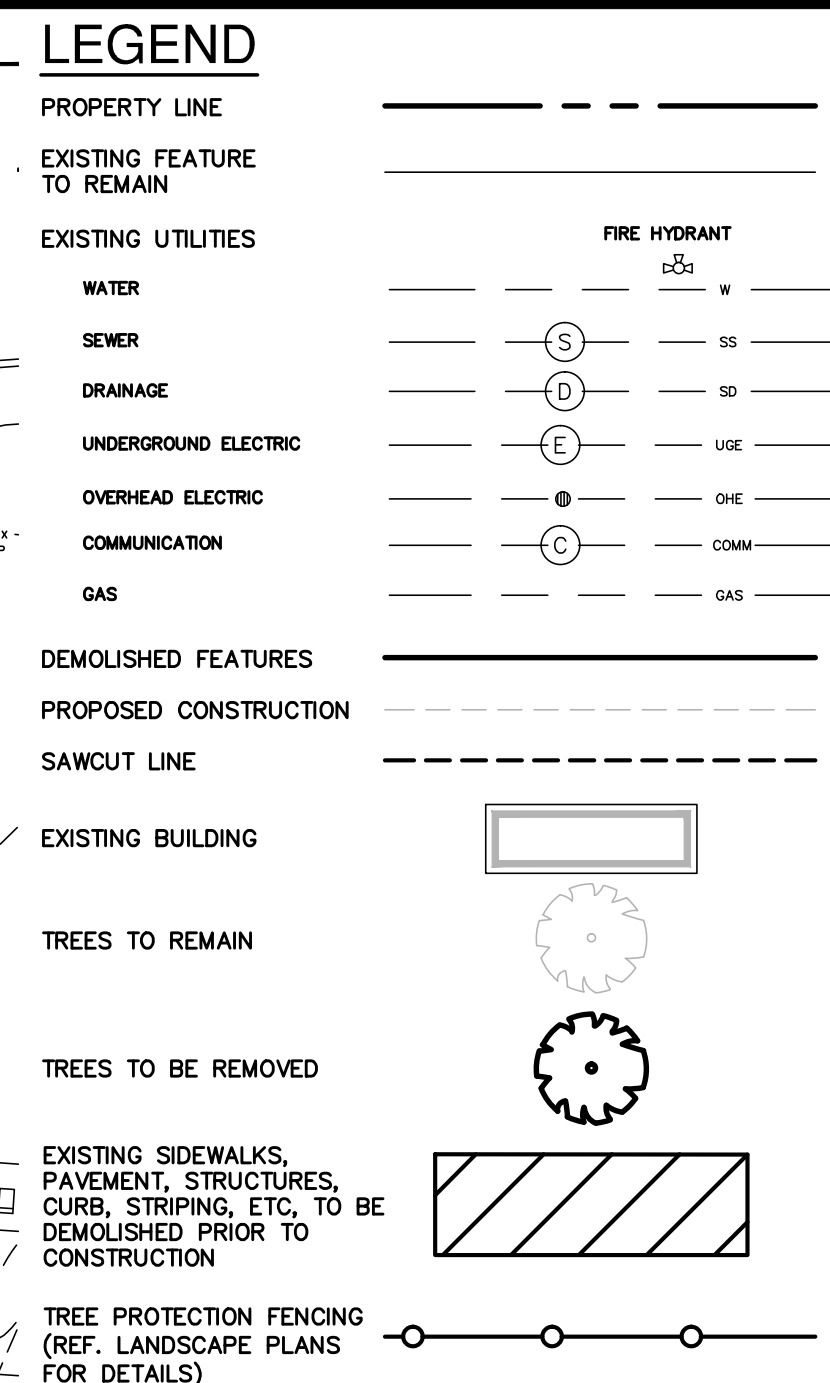 LEGEND
PROPERTY LINE
EXISTING FEATURE
TO REMAIN
EXISTING UTILITIES
FIRE HYDRANT
WATER W
SEWER S SS
DRAINAGE D SD
UNDERGROUND ELECTRIC E UGE
OVERHEAD ELECTRIC OHE
COMMUNICATION C COMM
GAS GAS
DEMOLISHED FEATURES
PROPOSED CONSTRUCTION
SAWCUT LINE
EXISTING BUILDING
TREES TO REMAIN
TREES TO BE REMOVED
EXISTING SIDEWALKS,
PAVEMENT, STRUCTURES,
CURB, STRIPING, ETC, TO BE
DEMOLISHED PRIOR TO
CONSTRUCTION
TREE PROTECTION FENCING
(REF. LANDSCAPE PLANS
FOR DETAILS)